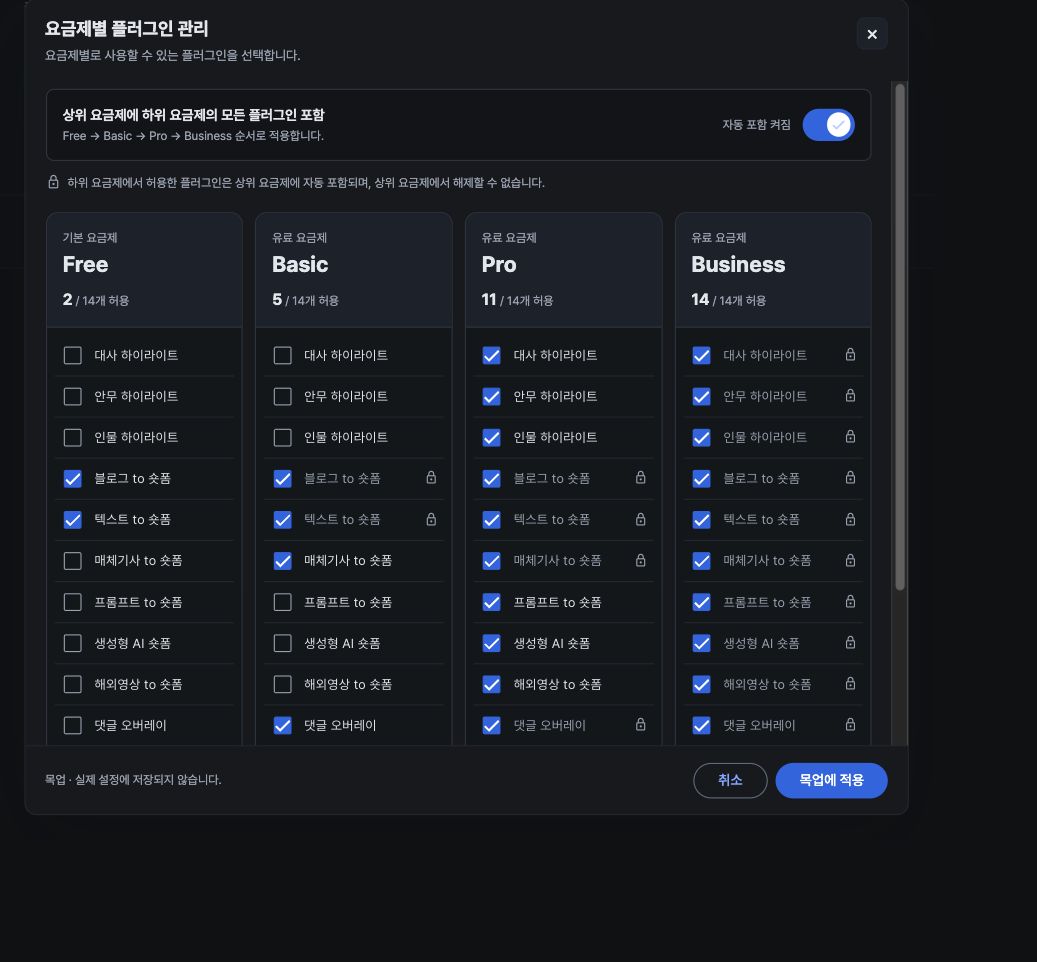 요금제별 플러그인 관리
요금제별로 사용할 수 있는 플러그인을 선택합니다.
상위 요금제에 하위 요금제의 모든 플러그인 포함
Free → Basic → Pro → Business 순서로 적용합니다.
자동 포함 켜짐
하위 요금제에서 허용한 플러그인은 상위 요금제에 자동 포함되며, 상위 요금제에서 해제할 수 없습니다.
기본 요금제
Free
2 / 14개 허용
대사 하이라이트
안무 하이라이트
인물 하이라이트
블로그 to 숏폼
텍스트 to 숏폼
매체기사 to 숏폼
프롬프트 to 숏폼
생성형 AI 숏폼
해외영상 to 숏폼
댓글 오버레이
유료 요금제
Basic
5 / 14개 허용
대사 하이라이트
안무 하이라이트
인물 하이라이트
블로그 to 숏폼
텍스트 to 숏폼
매체기사 to 숏폼
프롬프트 to 숏폼
생성형 AI 숏폼
해외영상 to 숏폼
댓글 오버레이
유료 요금제
Pro
11 / 14개 허용
대사 하이라이트
안무 하이라이트
인물 하이라이트
블로그 to 숏폼
텍스트 to 숏폼
매체기사 to 숏폼
프롬프트 to 숏폼
생성형 AI 숏폼
해외영상 to 숏폼
댓글 오버레이
유료 요금제
Business
14 / 14개 허용
대사 하이라이트
안무 하이라이트
인물 하이라이트
블로그 to 숏폼
텍스트 to 숏폼
매체기사 to 숏폼
프롬프트 to 숏폼
생성형 AI 숏폼
해외영상 to 숏폼
댓글 오버레이
목업 · 실제 설정에 저장되지 않습니다.
취소
목업에 적용